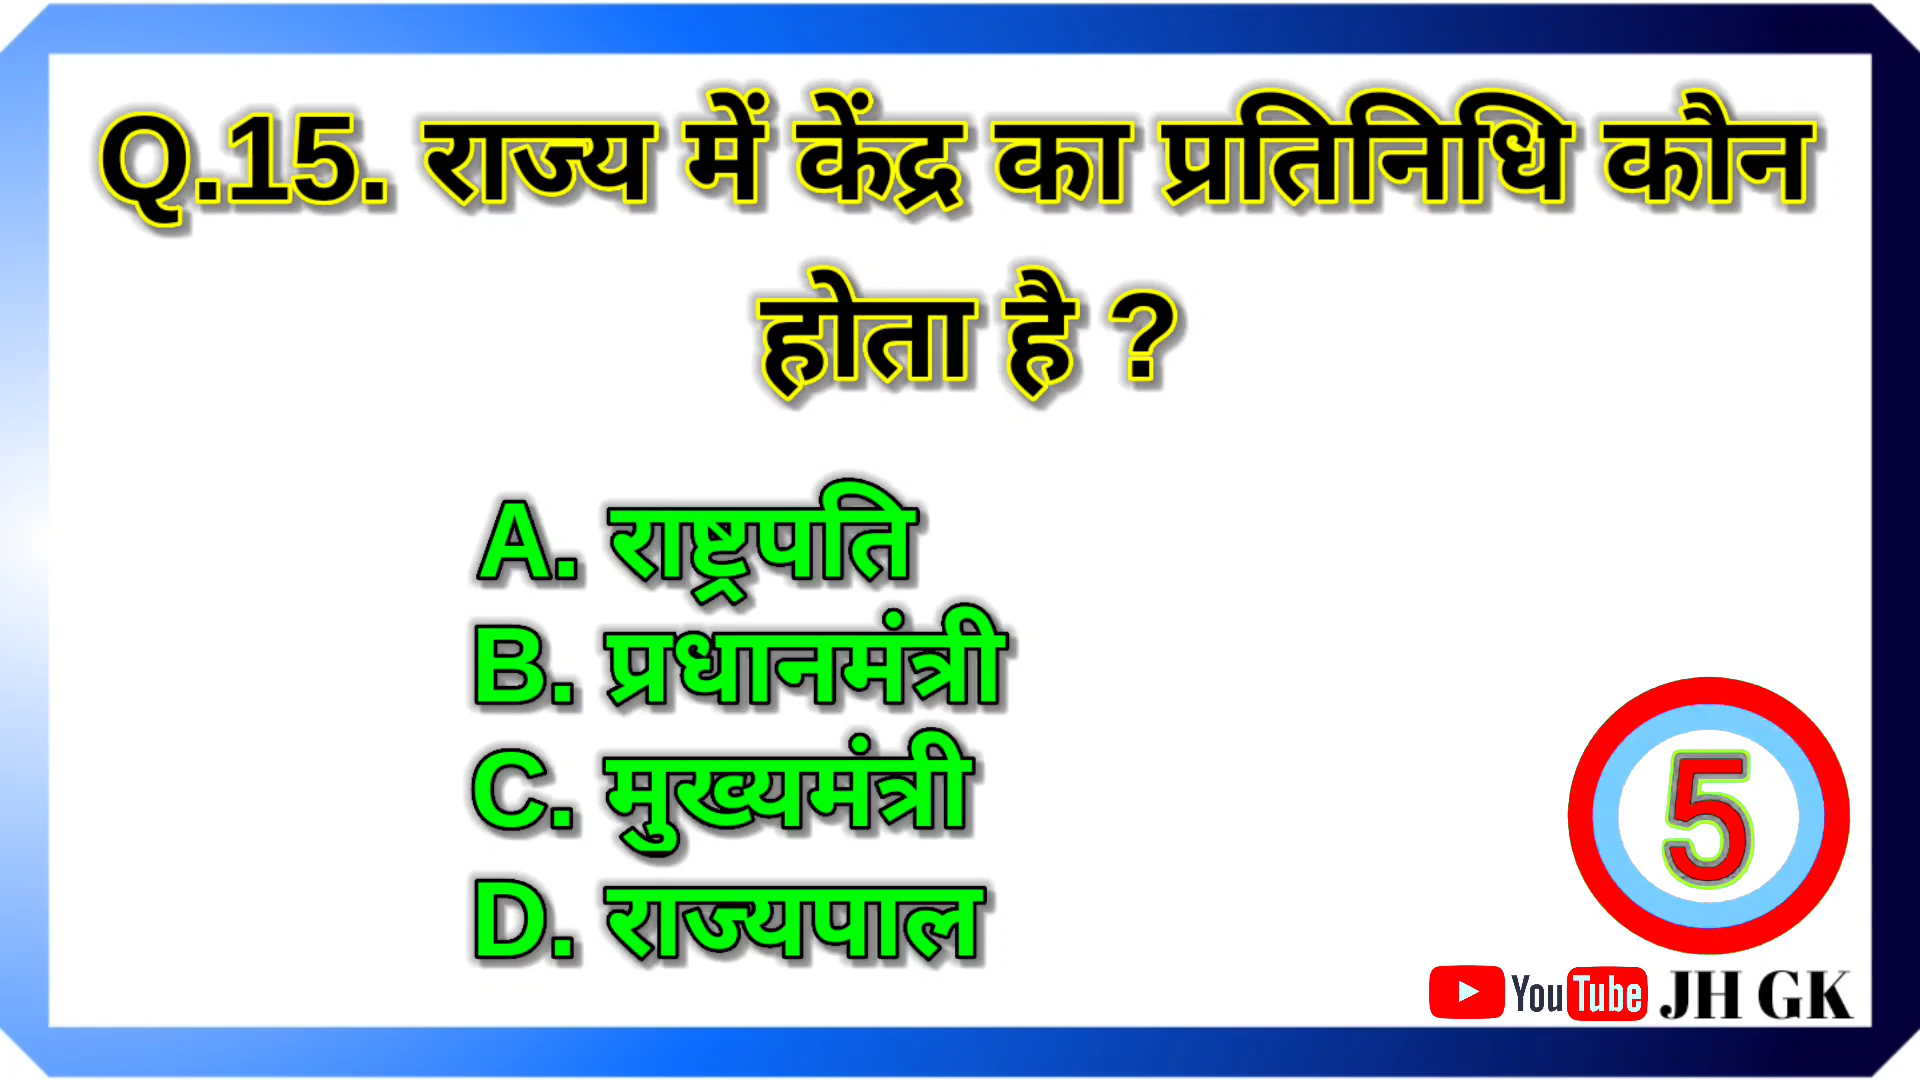 Q.15. राज्य में केंद्र का प्रतिनिधि कौन
होता है ?
A. राष्ट्रपति
B. प्रधानमंत्री
C. मुख्यमंत्री
D. राज्यपाल
5
YouTube JH GK